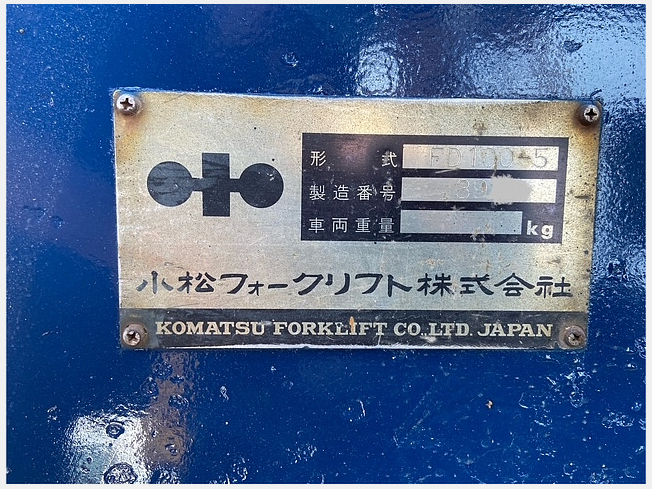 形 式 FD100-5
製造番号 39
車両重量 kg
小松フォークリフト株式会社
KOMATSU FORKLIFT CO.,LTD. JAPAN